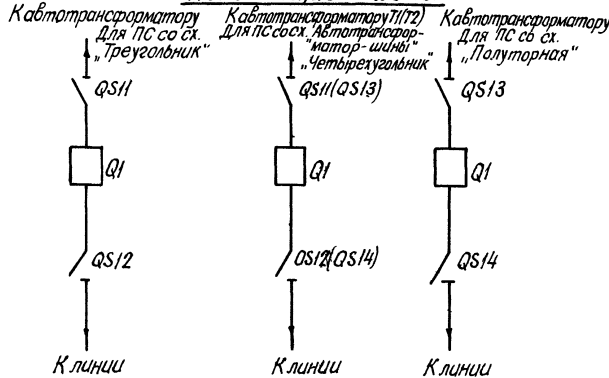 К автотрансформатору
Для ПС со сх.
„Треугольник"
QS11
Q1
QS12
К линии
К автотрансформатору Т1(Т2)
Для ПС со сх. Автотрансфор-
"матор-шины"
„Четырехугольник"
QS11(QS13)
Q1
QS12(QS14)
К линии
К автотрансформатору
Для ПС со сх.
„Полуторная"
QS13
Q1
QS14
К линии